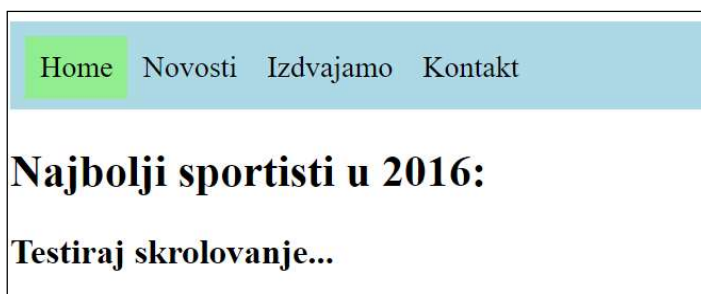 Home Novosti Izdvajamo Kontakt
Najbolji sportisti u 2016:
Testiraj skrolovanje...